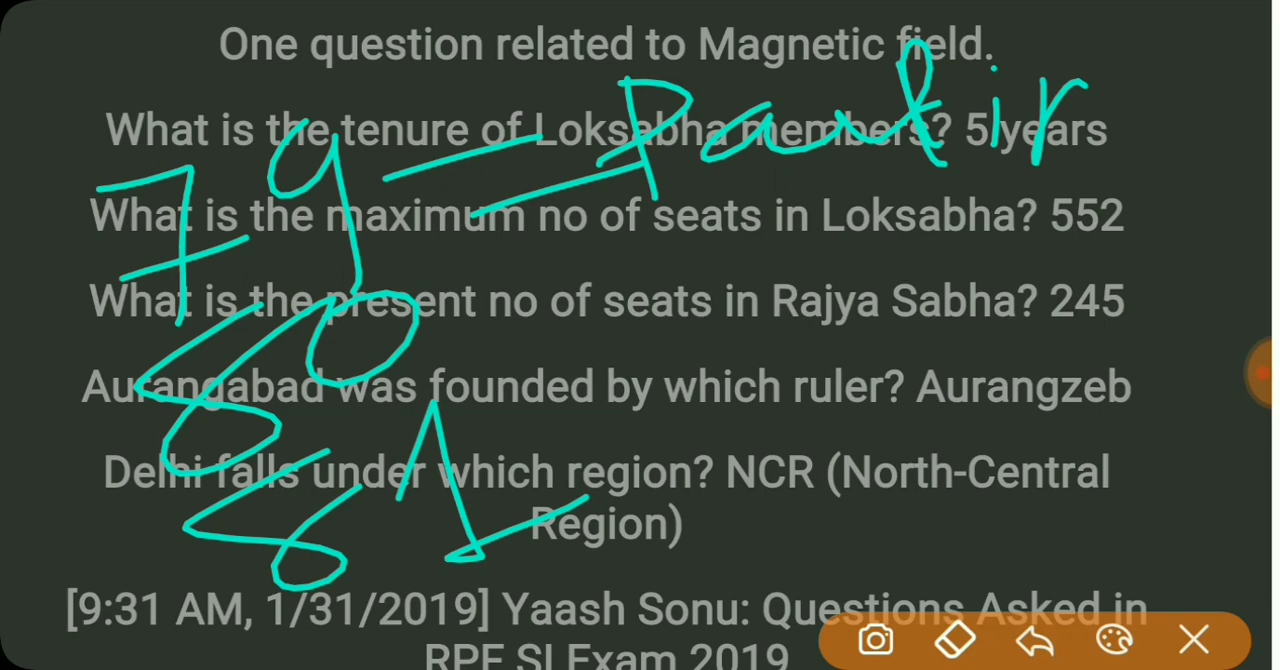 One question related to Magnetic field.
What is the tenure of Loksabha members? 5 years
What is the maximum no of seats in Loksabha? 552
What is the present no of seats in Rajya Sabha? 245
Aurangabad was founded by which ruler? Aurangzeb
Delhi falls under which region? NCR (North-Central
Region)
[9:31 AM, 1/31/2019] Yaash Sonu: Questions Asked in
RPF SI Exam 2019
79
80
81